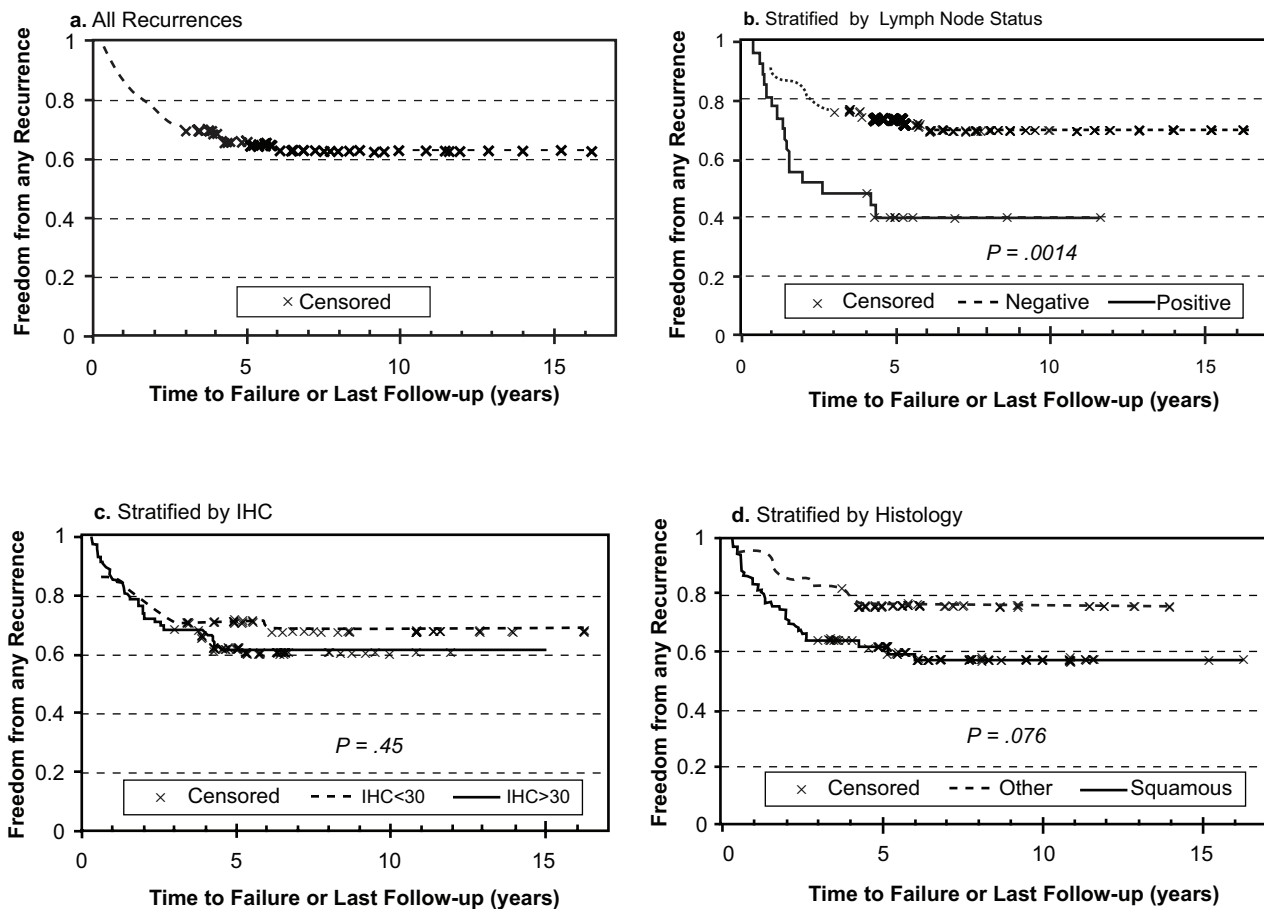 a. All Recurrences
Freedom from any Recurrence
1
0.8
0.6
0.4
0.2
0
× Censored
0 5 10 15
Time to Failure or Last Follow-up (years)
b. Stratified by Lymph Node Status
Freedom from any Recurrence
1
0.8
0.6
0.4
0.2
0
P = .0014
× Censored Negative Positive
0 5 10 15
Time to Failure or Last Follow-up (years)
c. Stratified by IHC
Freedom from any Recurrence
1
0.8
0.6
0.4
0.2
0
P = .45
× Censored IHC<30 IHC>30
0 5 10 15
Time to Failure or Last Follow-up (years)
d. Stratified by Histology
Freedom from any Recurrence
1
0.8
0.6
0.4
0.2
0
P = .076
× Censored Other Squamous
0 5 10 15
Time to Failure or Last Follow-up (years)